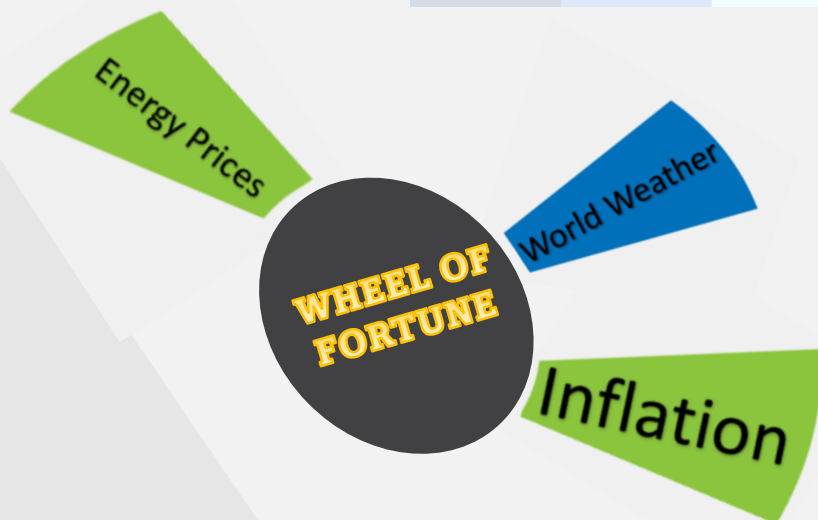 Energy Prices
World Weather
WHEEL OF
FORTUNE
Inflation